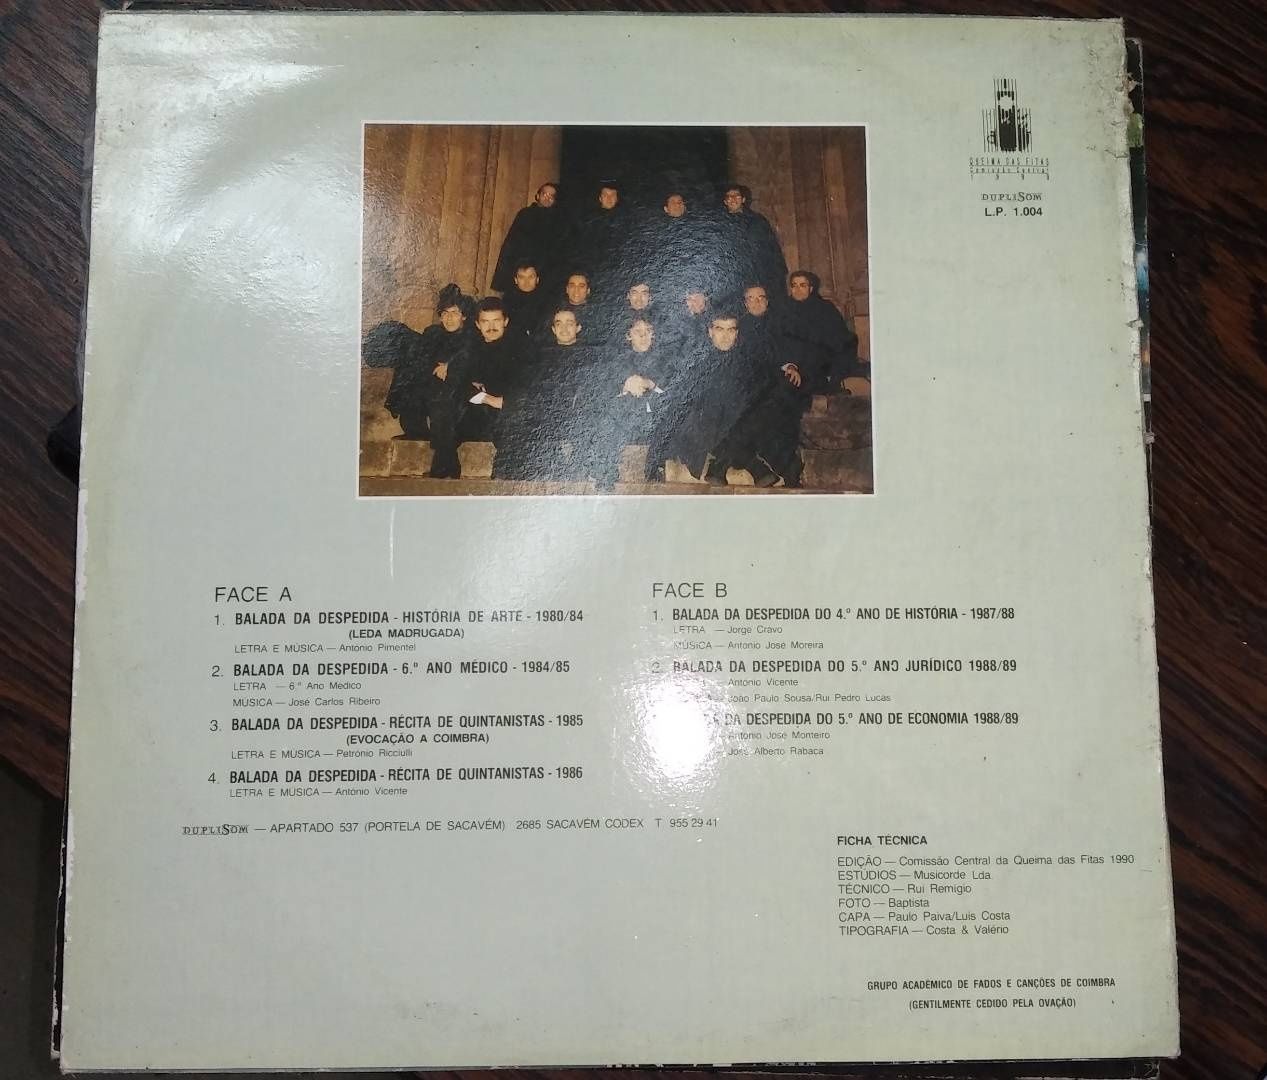 QUEIMA DAS FITAS
Comissão Central
1990
DUPLISOM
L.P. 1.004
FACE A
1. BALADA DA DESPEDIDA - HISTÓRIA DE ARTE - 1980/84
(LEDA MADRUGADA)
LETRA E MÚSICA — António Pimentel
2. BALADA DA DESPEDIDA - 6.º ANO MÉDICO - 1984/85
LETRA — 6.º Ano Médico
MÚSICA — José Carlos Ribeiro
3. BALADA DA DESPEDIDA - RÉCITA DE QUINTANISTAS - 1985
(EVOCAÇÃO A COIMBRA)
LETRA E MÚSICA — Petrónio Ricciulli
4. BALADA DA DESPEDIDA - RÉCITA DE QUINTANISTAS - 1986
LETRA E MÚSICA — António Vicente
FACE B
1. BALADA DA DESPEDIDA DO 4.º ANO DE HISTÓRIA - 1987/88
LETRA — Jorge Cravo
MÚSICA — António José Moreira
2. BALADA DA DESPEDIDA DO 5.º ANO JURÍDICO 1988/89
António Vicente
— João Paulo Sousa/Rui Pedro Lucas
DA DESPEDIDA DO 5.º ANO DE ECONOMIA 1988/89
António José Monteiro
— José Alberto Rabaca
DUPLISOM — APARTADO 537 (PORTELA DE SACAVÉM) 2685 SACAVÉM CODEX T 955 29 41
FICHA TÉCNICA
EDIÇÃO — Comissão Central da Queima das Fitas 1990
ESTÚDIOS — Musicorde Lda.
TÉCNICO — Rui Remígio
FOTO — Baptista
CAPA — Paulo Paiva/Luis Costa
TIPOGRAFIA — Costa & Valério
GRUPO ACADÉMICO DE FADOS E CANÇÕES DE COIMBRA
(GENTILMENTE CEDIDO PELA OVAÇÃO)